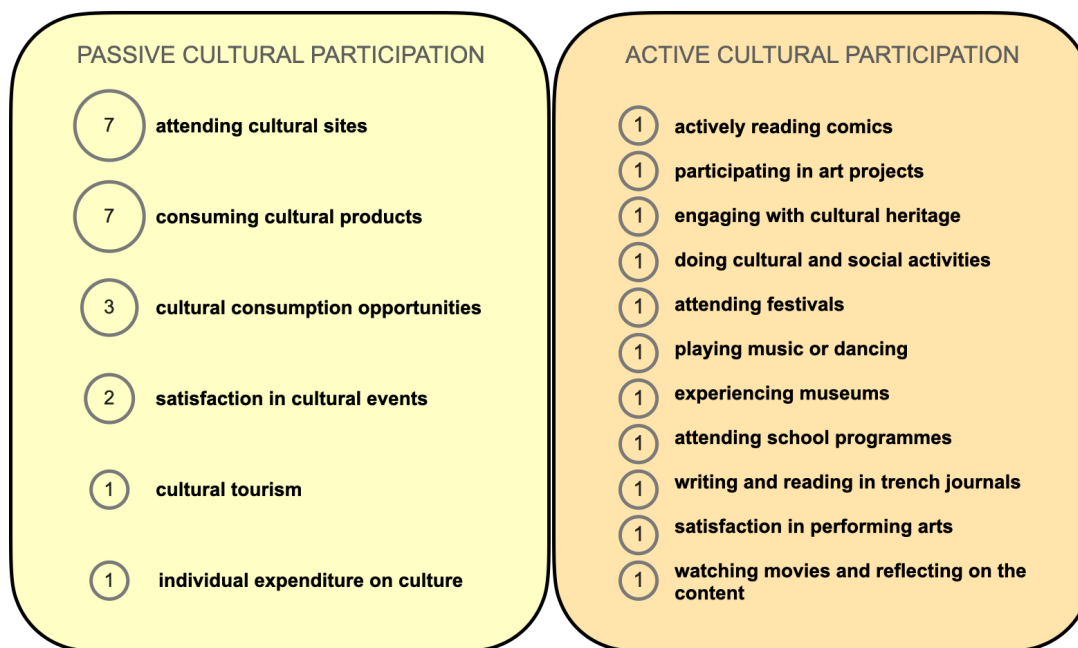 PASSIVE CULTURAL PARTICIPATION
7 attending cultural sites
7 consuming cultural products
3 cultural consumption opportunities
2 satisfaction in cultural events
1 cultural tourism
1 individual expenditure on culture
ACTIVE CULTURAL PARTICIPATION
1 actively reading comics
1 participating in art projects
1 engaging with cultural heritage
1 doing cultural and social activities
1 attending festivals
1 playing music or dancing
1 experiencing museums
1 attending school programmes
1 writing and reading in trench journals
1 satisfaction in performing arts
1 watching movies and reflecting on the
content